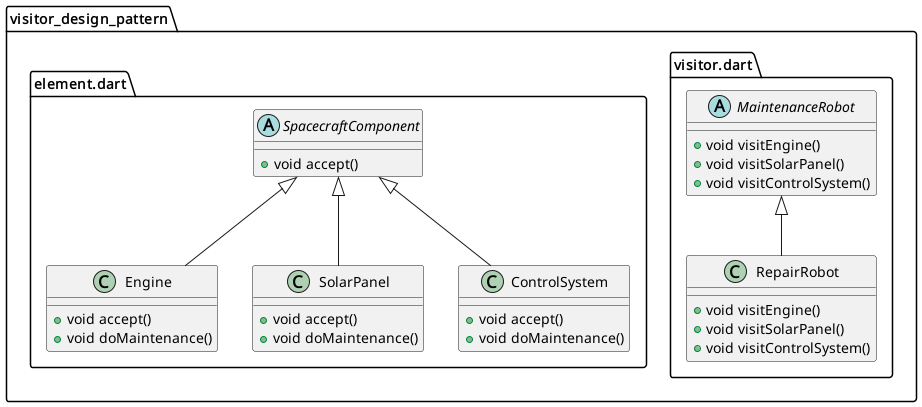 visitor_design_pattern
element.dart
A SpacecraftComponent
void accept()
C Engine
void accept()
void doMaintenance()
C SolarPanel
void accept()
void doMaintenance()
C ControlSystem
void accept()
void doMaintenance()
visitor.dart
A MaintenanceRobot
void visitEngine()
void visitSolarPanel()
void visitControlSystem()
C RepairRobot
void visitEngine()
void visitSolarPanel()
void visitControlSystem()